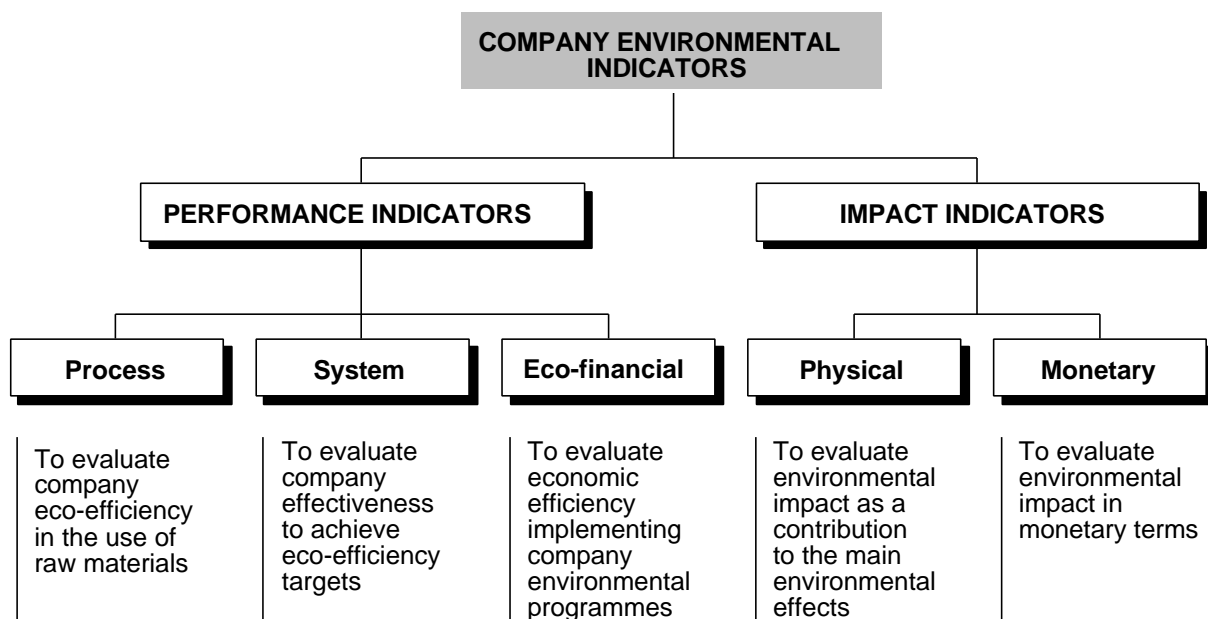 COMPANY ENVIRONMENTAL
INDICATORS
PERFORMANCE INDICATORS
IMPACT INDICATORS
Process
System
Eco-financial
Physical
Monetary
To evaluate
company
eco-efficiency
in the use of
raw materials
To evaluate
company
effectiveness
to achieve
eco-efficiency
targets
To evaluate
economic
efficiency
implementing
company
environmental
programmes
To evaluate
environmental
impact as a
contribution
to the main
environmental
effects
To evaluate
environmental
impact in
monetary terms